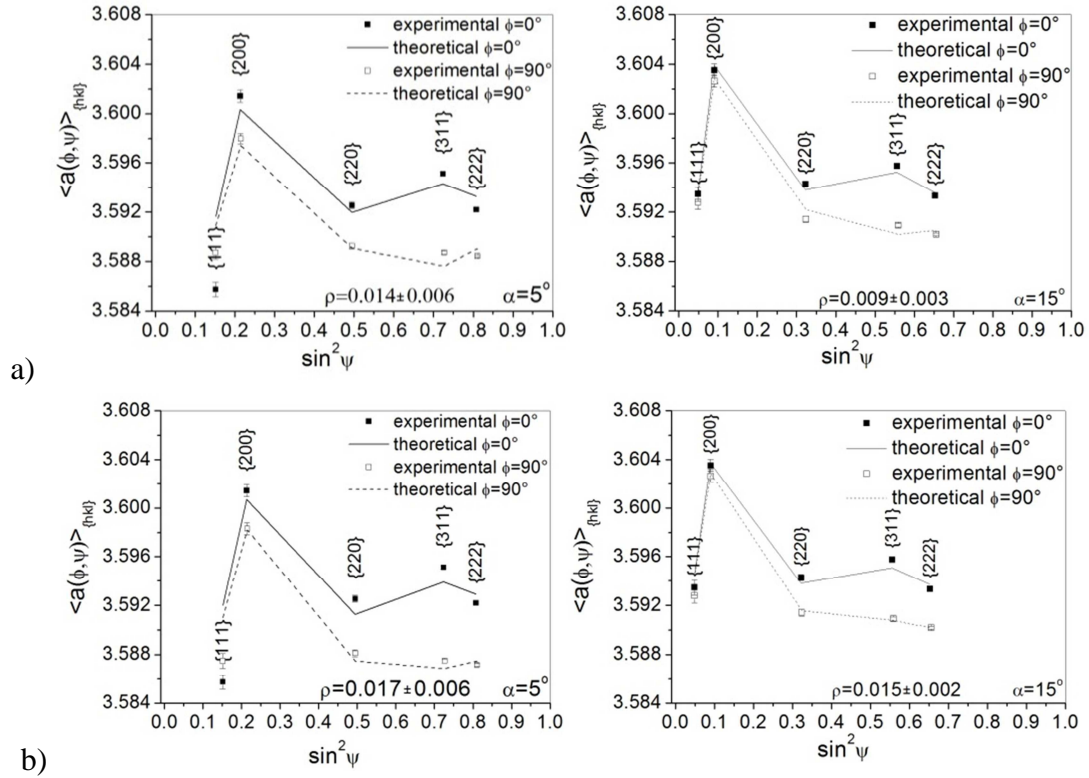 a)
3.608
3.604
3.600
3.596
3.592
3.588
3.584
<a(ϕ,ψ)>{hkl}
experimental ϕ=0°
theoretical ϕ=0°
experimental ϕ=90°
theoretical ϕ=90°
{111}
{200}
{220}
{311}
{222}
ρ=0.014±0.006
α=5°
0.0 0.1 0.2 0.3 0.4 0.5 0.6 0.7 0.8 0.9 1.0
sin²ψ
3.608
3.604
3.600
3.596
3.592
3.588
3.584
<a(ϕ,ψ)>{hkl}
experimental ϕ=0°
theoretical ϕ=0°
experimental ϕ=90°
theoretical ϕ=90°
{111}
{200}
{220}
{311}
{222}
ρ=0.009±0.003
α=15°
0.0 0.1 0.2 0.3 0.4 0.5 0.6 0.7 0.8 0.9 1.0
sin²ψ
b)
3.608
3.604
3.600
3.596
3.592
3.588
3.584
<a(ϕ,ψ)>{hkl}
experimental ϕ=0°
theoretical ϕ=0°
experimental ϕ=90°
theoretical ϕ=90°
{111}
{200}
{220}
{311}
{222}
ρ=0.017±0.006
α=5°
0.0 0.1 0.2 0.3 0.4 0.5 0.6 0.7 0.8 0.9 1.0
sin²ψ
3.608
3.604
3.600
3.596
3.592
3.588
3.584
<a(ϕ,ψ)>{hkl}
experimental ϕ=0°
theoretical ϕ=0°
experimental ϕ=90°
theoretical ϕ=90°
{111}
{200}
{220}
{311}
{222}
ρ=0.015±0.002
α=15°
0.0 0.1 0.2 0.3 0.4 0.5 0.6 0.7 0.8 0.9 1.0
sin²ψ